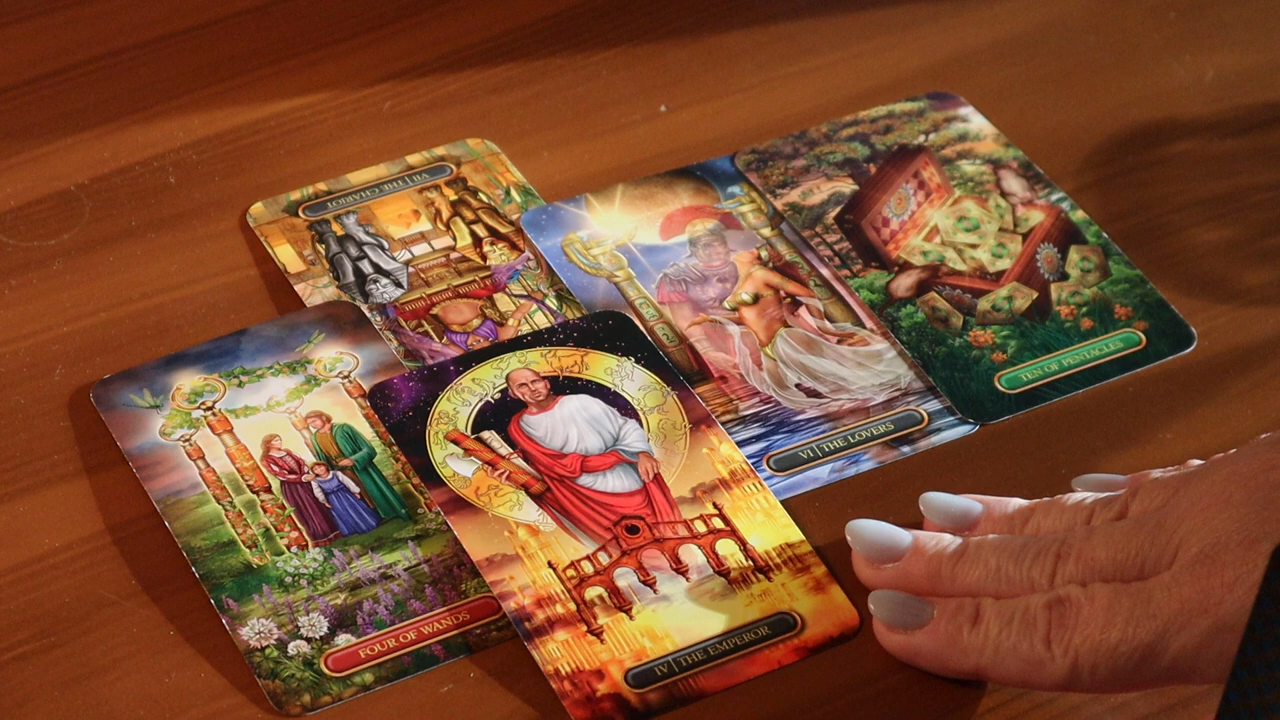 VII | THE CHARIOT
TEN OF PENTACLES
VI | THE LOVERS
FOUR OF WANDS
IV | THE EMPEROR